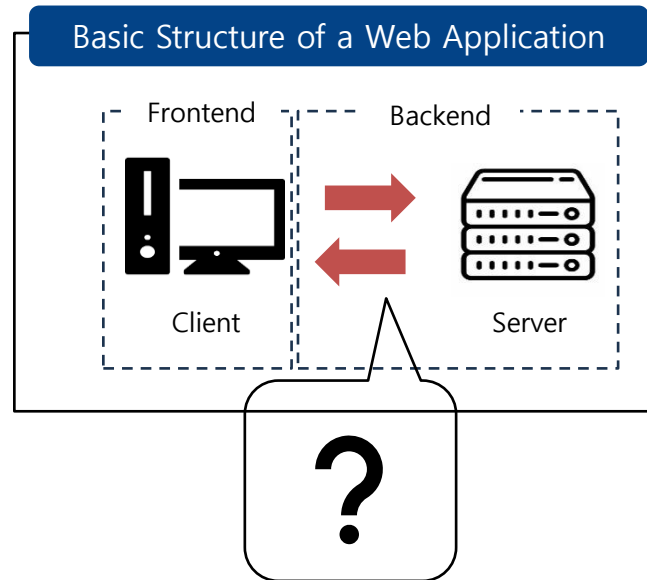 Basic Structure of a Web Application
Frontend
Backend
Client
Server
?